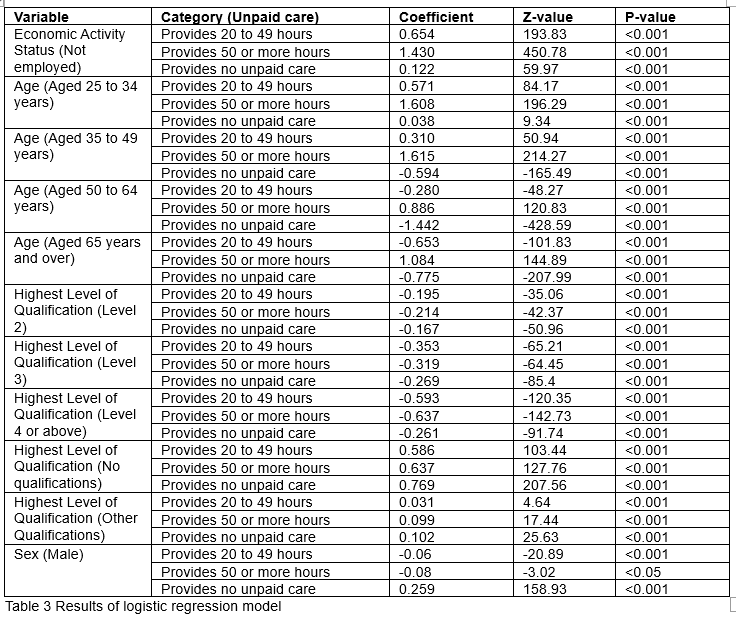 Variable Category (Unpaid care) Coefficient Z-value P-value
Economic Activity Provides 20 to 49 hours 0.654 193.83 <0.001
Status (Not Provides 50 or more hours 1.430 450.78 <0.001
employed) Provides no unpaid care 0.122 59.97 <0.001
Age (Aged 25 to 34 Provides 20 to 49 hours 0.571 84.17 <0.001
years) Provides 50 or more hours 1.608 196.29 <0.001
Provides no unpaid care 0.038 9.34 <0.001
Age (Aged 35 to 49 Provides 20 to 49 hours 0.310 50.94 <0.001
years) Provides 50 or more hours 1.615 214.27 <0.001
Provides no unpaid care -0.594 -165.49 <0.001
Age (Aged 50 to 64 Provides 20 to 49 hours -0.280 -48.27 <0.001
years) Provides 50 or more hours 0.886 120.83 <0.001
Provides no unpaid care -1.442 -428.59 <0.001
Age (Aged 65 years Provides 20 to 49 hours -0.653 -101.83 <0.001
and over) Provides 50 or more hours 1.084 144.89 <0.001
Provides no unpaid care -0.775 -207.99 <0.001
Highest Level of Provides 20 to 49 hours -0.195 -35.06 <0.001
Qualification (Level Provides 50 or more hours -0.214 -42.37 <0.001
2) Provides no unpaid care -0.167 -50.96 <0.001
Highest Level of Provides 20 to 49 hours -0.353 -65.21 <0.001
Qualification (Level Provides 50 or more hours -0.319 -64.45 <0.001
3) Provides no unpaid care -0.269 -85.4 <0.001
Highest Level of Provides 20 to 49 hours -0.593 -120.35 <0.001
Qualification (Level Provides 50 or more hours -0.637 -142.73 <0.001
4 or above) Provides no unpaid care -0.261 -91.74 <0.001
Highest Level of Provides 20 to 49 hours 0.586 103.44 <0.001
Qualification (No Provides 50 or more hours 0.637 127.76 <0.001
qualifications) Provides no unpaid care 0.769 207.56 <0.001
Highest Level of Provides 20 to 49 hours 0.031 4.64 <0.001
Qualification (Other Provides 50 or more hours 0.099 17.44 <0.001
Qualifications) Provides no unpaid care 0.102 25.63 <0.001
Sex (Male) Provides 20 to 49 hours -0.06 -20.89 <0.001
Provides 50 or more hours -0.08 -3.02 <0.05
Provides no unpaid care 0.259 158.93 <0.001
Table 3 Results of logistic regression model